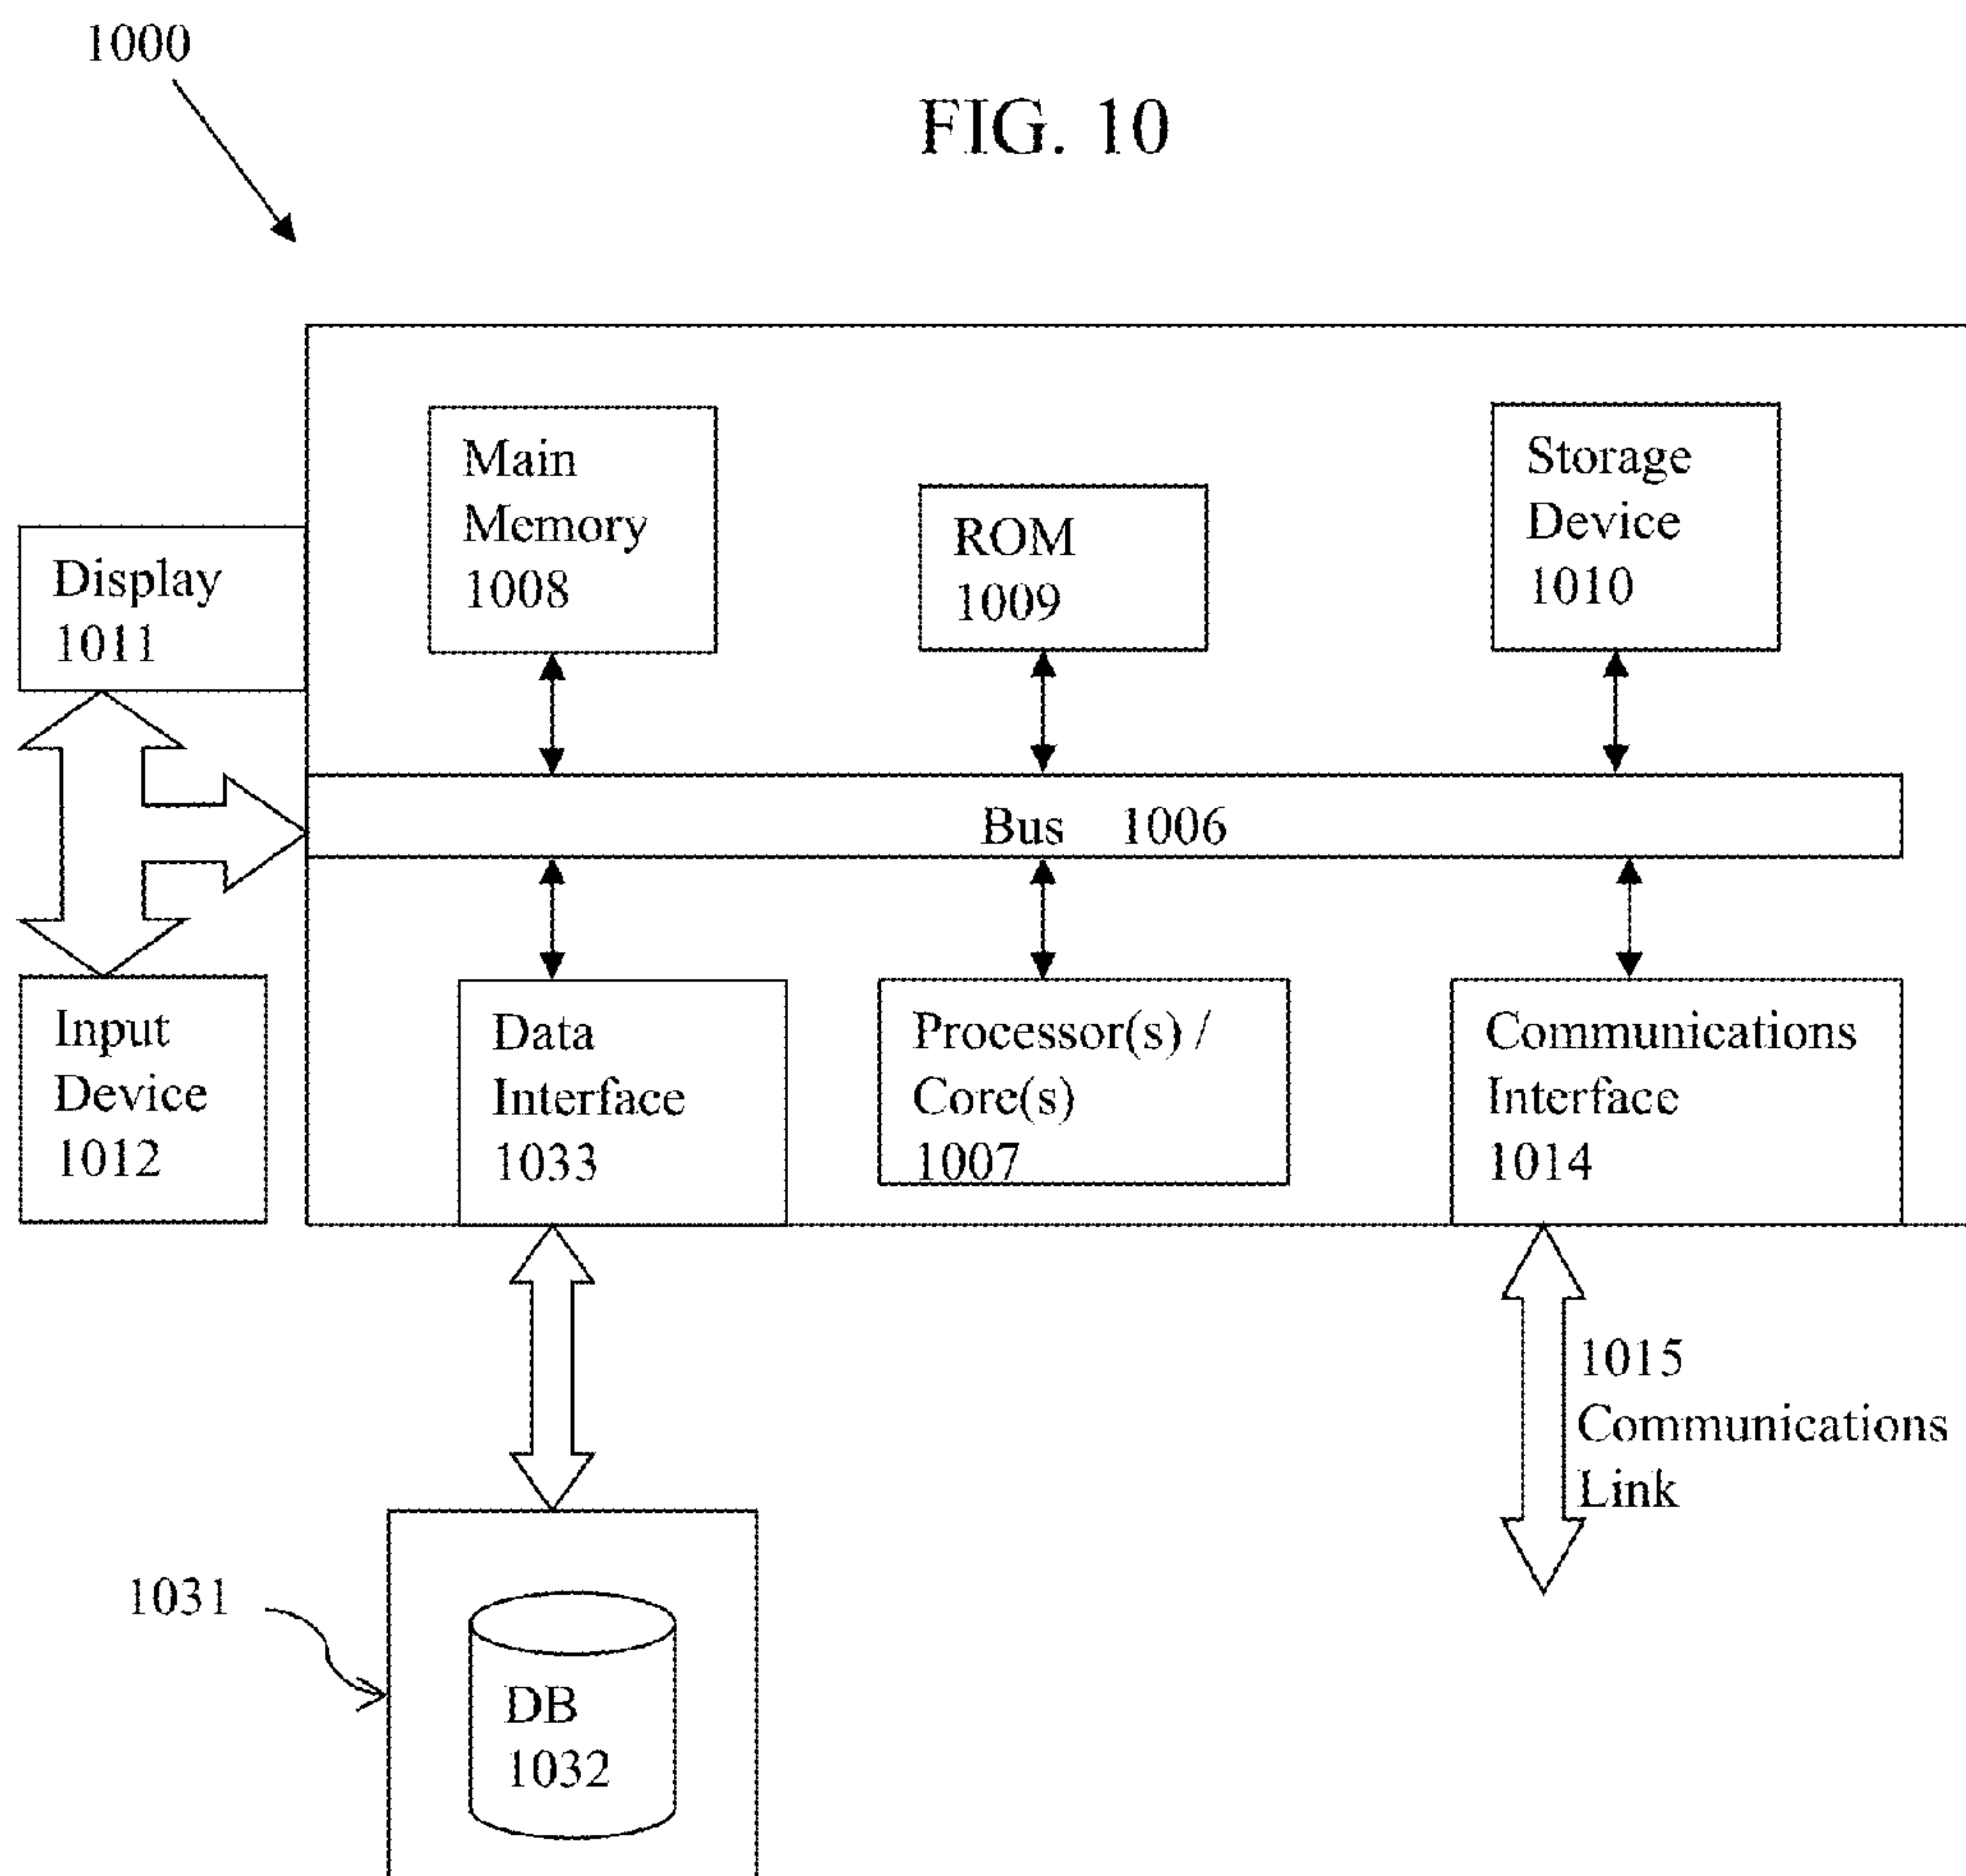 1000
FIG. 10
Main
Memory
1008
ROM
1009
Storage
Device
1010
Display
1011
Bus 1006
Input
Device
1012
Data
Interface
1033
Processor(s) /
Core(s)
1007
Communications
Interface
1014
1015
Communications
Link
1031
DB
1032